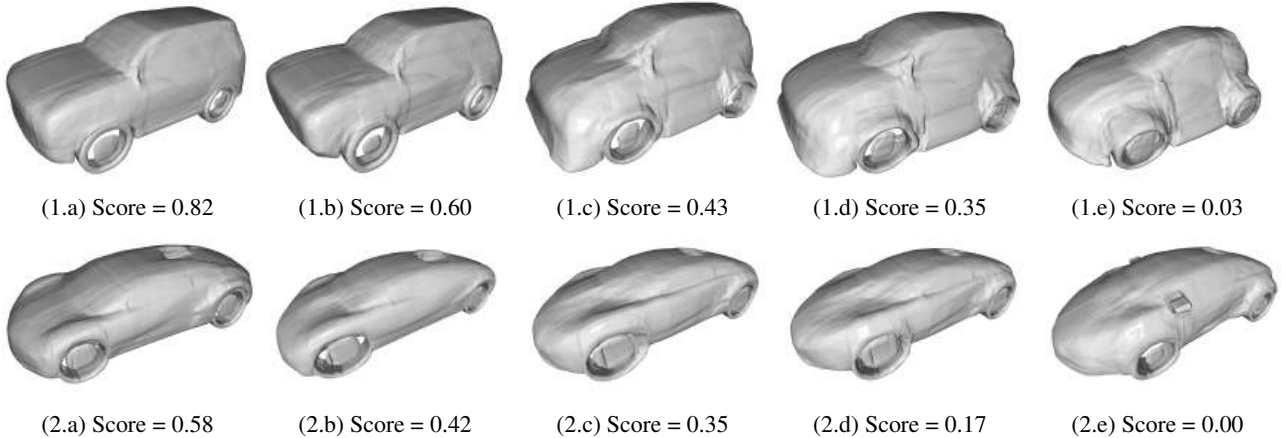 (1.a) Score = 0.82 (1.b) Score = 0.60 (1.c) Score = 0.43 (1.d) Score = 0.35 (1.e) Score = 0.03
(2.a) Score = 0.58 (2.b) Score = 0.42 (2.c) Score = 0.35 (2.d) Score = 0.17 (2.e) Score = 0.00